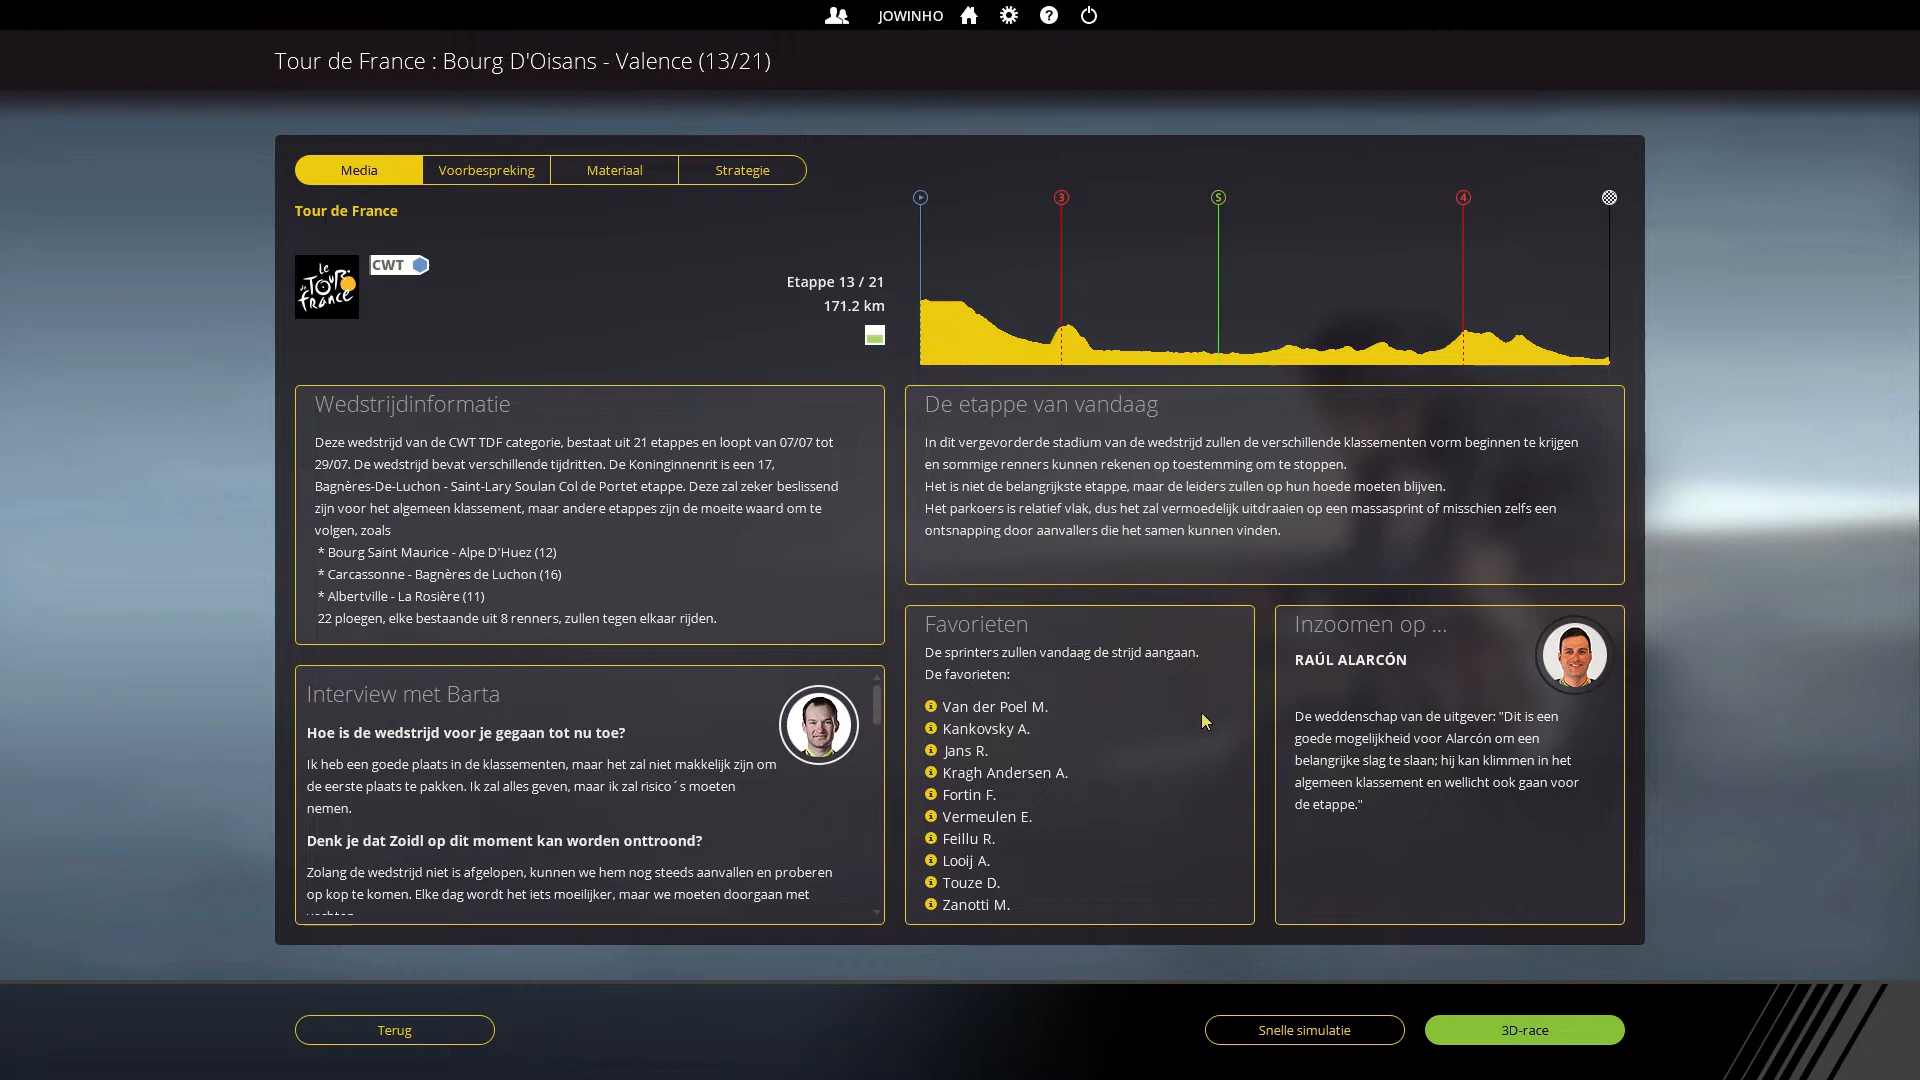 JOWINHO
Tour de France : Bourg D'Oisans - Valence (13/21)
Media
Voorbespreking
Materiaal
Strategie
Tour de France
le Tour de france
CWT
Etappe 13 / 21
171.2 km
3
S
4
Wedstrijdinformatie
Deze wedstrijd van de CWT TDF categorie, bestaat uit 21 etappes en loopt van 07/07 tot
29/07. De wedstrijd bevat verschillende tijdritten. De Koninginnenrit is een 17,
Bagnères-De-Luchon - Saint-Lary Soulan Col de Portet etappe. Deze zal zeker beslissend
zijn voor het algemeen klassement, maar andere etappes zijn de moeite waard om te
volgen, zoals
* Bourg Saint Maurice - Alpe D'Huez (12)
* Carcassonne - Bagnères de Luchon (16)
* Albertville - La Rosière (11)
22 ploegen, elke bestaande uit 8 renners, zullen tegen elkaar rijden.
De etappe van vandaag
In dit vergevorderde stadium van de wedstrijd zullen de verschillende klassementen vorm beginnen te krijgen
en sommige renners kunnen rekenen op toestemming om te stoppen.
Het is niet de belangrijkste etappe, maar de leiders zullen op hun hoede moeten blijven.
Het parkoers is relatief vlak, dus het zal vermoedelijk uitdraaien op een massasprint of misschien zelfs een
ontsnapping door aanvallers die het samen kunnen vinden.
Interview met Barta
Hoe is de wedstrijd voor je gegaan tot nu toe?
Ik heb een goede plaats in de klassementen, maar het zal niet makkelijk zijn om
de eerste plaats te pakken. Ik zal alles geven, maar ik zal risico´s moeten
nemen.
Denk je dat Zoidl op dit moment kan worden onttroond?
Zolang de wedstrijd niet is afgelopen, kunnen we hem nog steeds aanvallen en proberen
op kop te komen. Elke dag wordt het iets moeilijker, maar we moeten doorgaan met
Favorieten
De sprinters zullen vandaag de strijd aangaan.
De favorieten:
Van der Poel M.
Kankovsky A.
Jans R.
Kragh Andersen A.
Fortin F.
Vermeulen E.
Feillu R.
Looij A.
Touze D.
Zanotti M.
Inzoomen op ...
RAÚL ALARCÓN
De weddenschap van de uitgever: "Dit is een
goede mogelijkheid voor Alarcón om een
belangrijke slag te slaan; hij kan klimmen in het
algemeen klassement en wellicht ook gaan voor
de etappe."
Terug
Snelle simulatie
3D-race